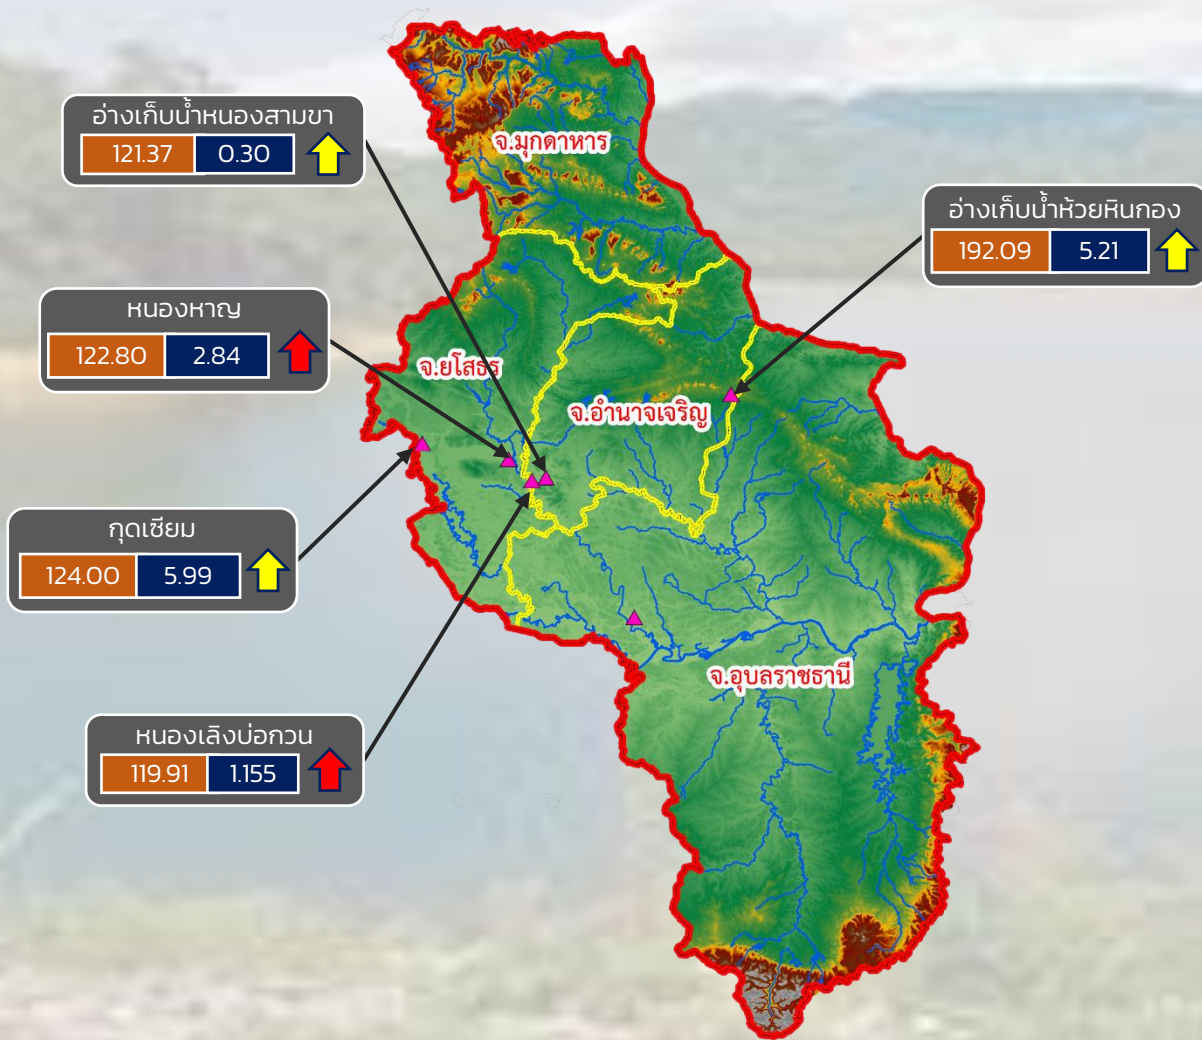 อ่างเก็บน้ำหนองสามขา
121.37 0.30
จ.มุกดาหาร
อ่างเก็บน้ำห้วยหินกอง
192.09 5.21
หนองหาญ
122.80 2.84
จ.ยโสธร
จ.อำนาจเจริญ
กุดเซียม
124.00 5.99
จ.อุบลราชธานี
หนองเลิงบ่อกวน
119.91 1.155